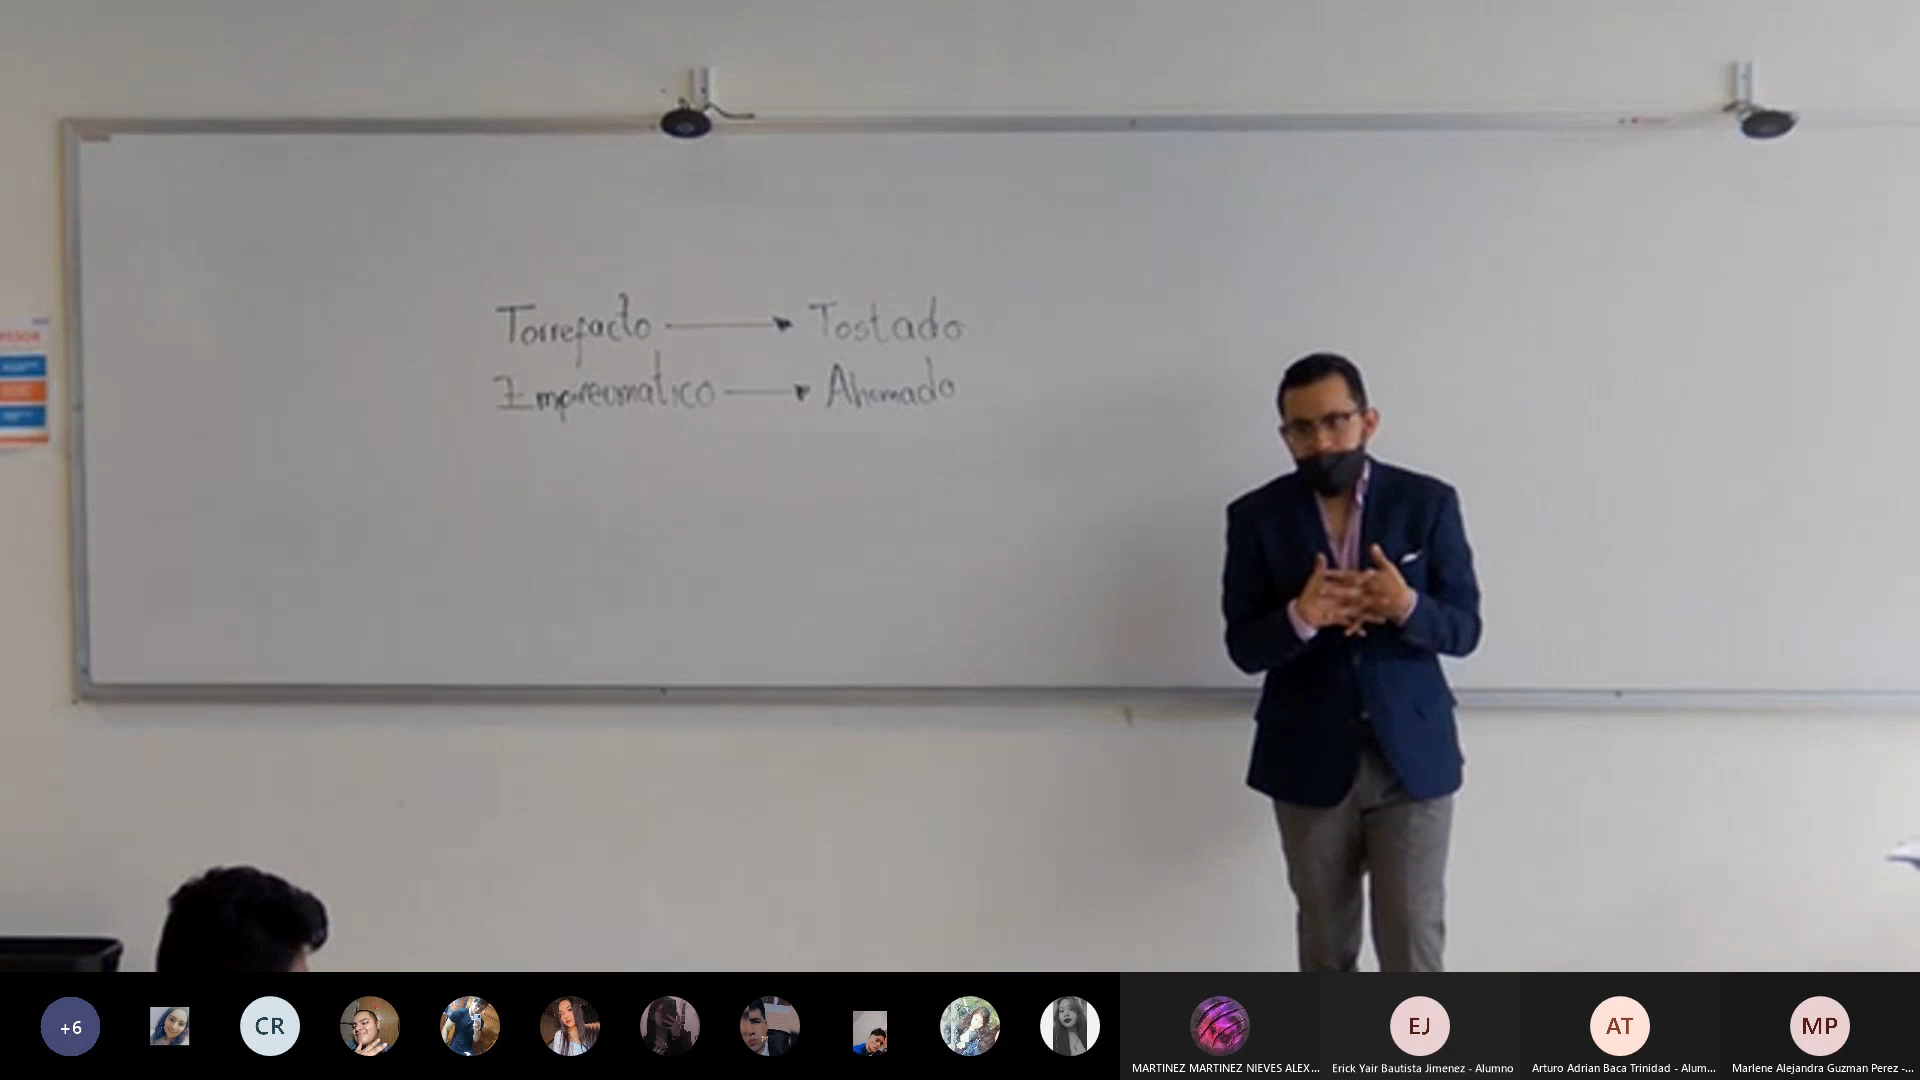 Torrefacto → Tostado
Empireumatico → Ahumado
+6
CR
EJ
AT
MP
MARTINEZ MARTINEZ NIEVES ALEX...
Erick Yair Bautista Jimenez - Alumno
Arturo Adrian Baca Trinidad - Alum...
Marlene Alejandra Guzman Perez -...